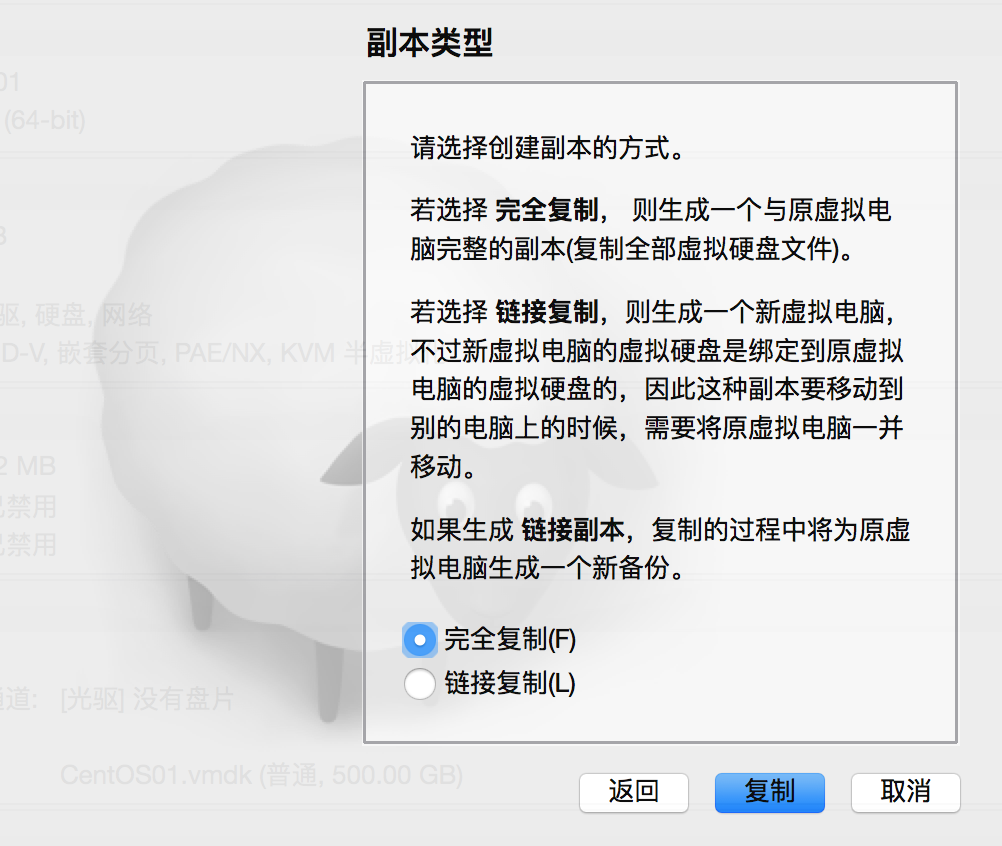 副本类型
01
(64-bit)
请选择创建副本的方式。
若选择 完全复制， 则生成一个与原虚拟电
脑完整的副本(复制全部虚拟硬盘文件)。
驱, 硬盘, 网络
若选择 链接复制，则生成一个新虚拟电脑，
D-V, 嵌套分页, PAE/NX, KVM 半虚拟
不过新虚拟电脑的虚拟硬盘是绑定到原虚拟
电脑的虚拟硬盘的，因此这种副本要移动到
别的电脑上的时候，需要将原虚拟电脑一并
移动。
2 MB
已禁用
如果生成 链接副本，复制的过程中将为原虚
已禁用
拟电脑生成一个新备份。
完全复制(F)
链接复制(L)
通道: [光驱] 没有盘片
CentOS01.vmdk (普通, 500.00 GB)
返回
复制
取消